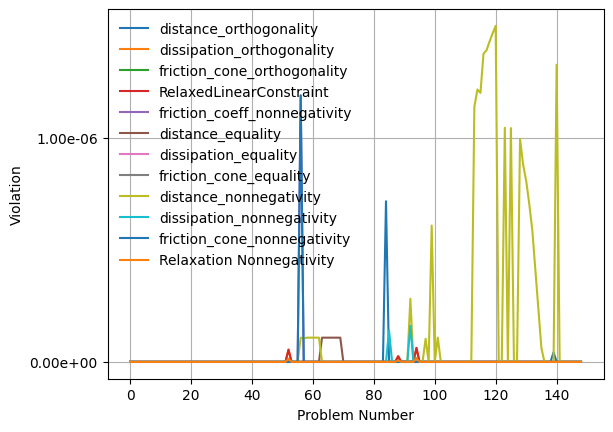 distance_orthogonality
dissipation_orthogonality
friction_cone_orthogonality
RelaxedLinearConstraint
friction_coeff_nonnegativity
distance_equality
dissipation_equality
friction_cone_equality
distance_nonnegativity
dissipation_nonnegativity
friction_cone_nonnegativity
Relaxation Nonnegativity
1.00e-06
0.00e+00
Violation
0 20 40 60 80 100 120 140
Problem Number